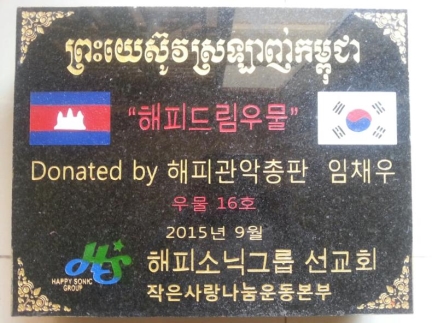 ព្រះយេស៊ូវស្រឡាញ់កម្ពុជា
“해피드림우물”
Donated by 해피관악총판 임채우
우물 16호
2015년 9월
HAPPY SONIC
GROUP
해피소닉그룹 선교회
작은사랑나눔운동본부